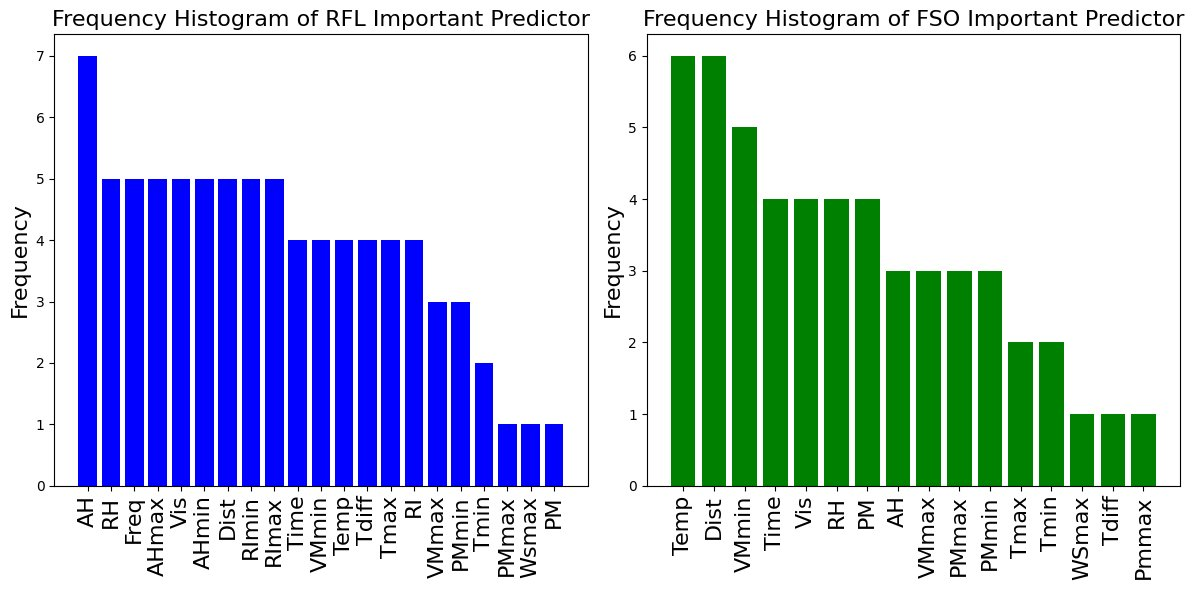 Frequency Histogram of RFL Important Predictor
Frequency
7
6
5
4
3
2
1
0
AH
RH
Freq
AHmax
Vis
AHmin
Dist
RImin
RImax
Time
VMmin
Temp
Tdiff
Tmax
RI
VMmax
PMmin
Tmin
PMmax
Wsmax
PM
Frequency Histogram of FSO Important Predictor
Frequency
6
5
4
3
2
1
0
Temp
Dist
VMmin
Time
Vis
RH
PM
AH
VMmax
PMmax
PMmin
Tmax
Tmin
WSmax
Tdiff
Pmmax